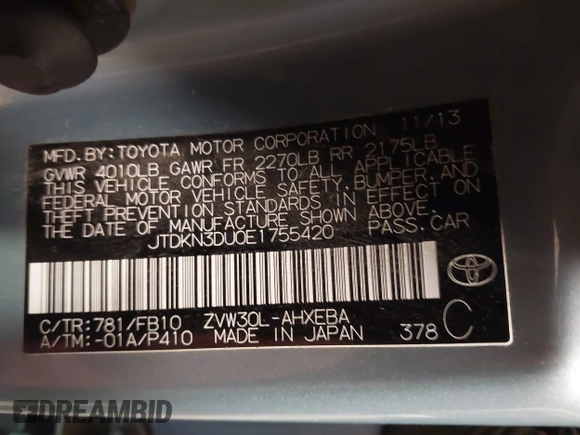 MFD. BY: TOYOTA MOTOR CORPORATION 11/13
GVWR 4010LB GAWR FR 2270LB RR 2175LB
THIS VEHICLE CONFORMS TO ALL APPLICABLE
FEDERAL MOTOR VEHICLE SAFETY, BUMPER, AND
THEFT PREVENTION STANDARDS IN EFFECT ON
THE DATE OF MANUFACTURE SHOWN ABOVE.
JTDKN3DU0E1755420 PASS. CAR
C/TR: 781/FB10 ZVW30L-AHXEBA
A/TM: -01A/P410 MADE IN JAPAN 378 C
DREAMBID